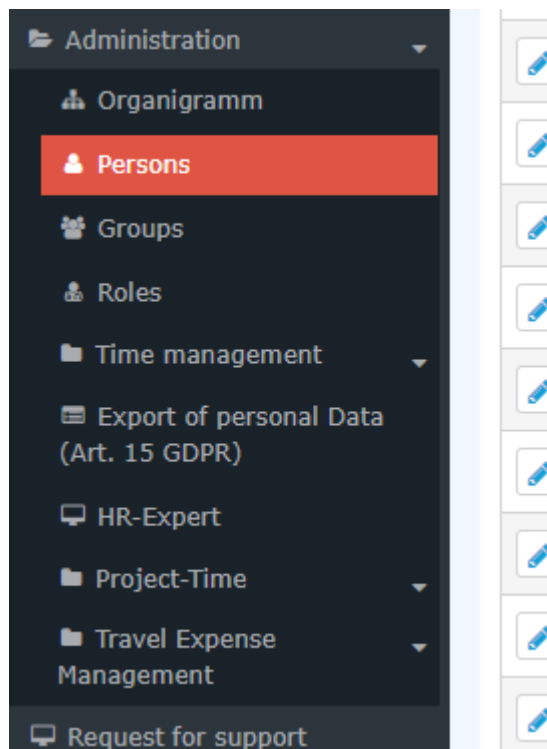 Administration
Organigramm
Persons
Groups
Roles
Time management
Export of personal Data
(Art. 15 GDPR)
HR-Expert
Project-Time
Travel Expense
Management
Request for support